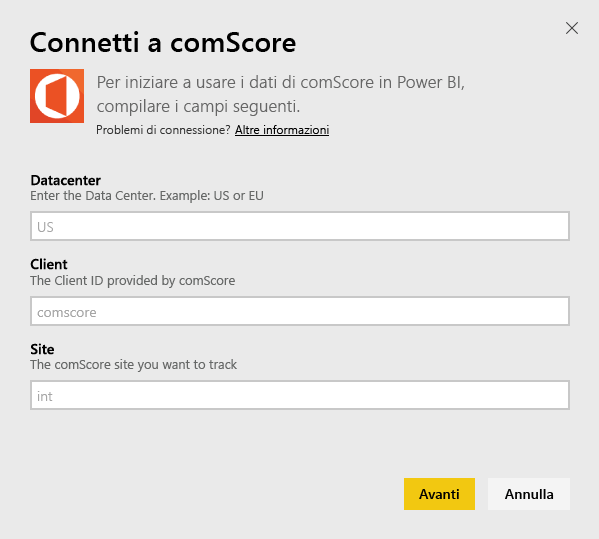 Connetti a comScore
Per iniziare a usare i dati di comScore in Power BI,
compilare i campi seguenti.
Problemi di connessione? Altre informazioni
Datacenter
Enter the Data Center. Example: US or EU
US
Client
The Client ID provided by comScore
comscore
Site
The comScore site you want to track
int
Avanti
Annulla